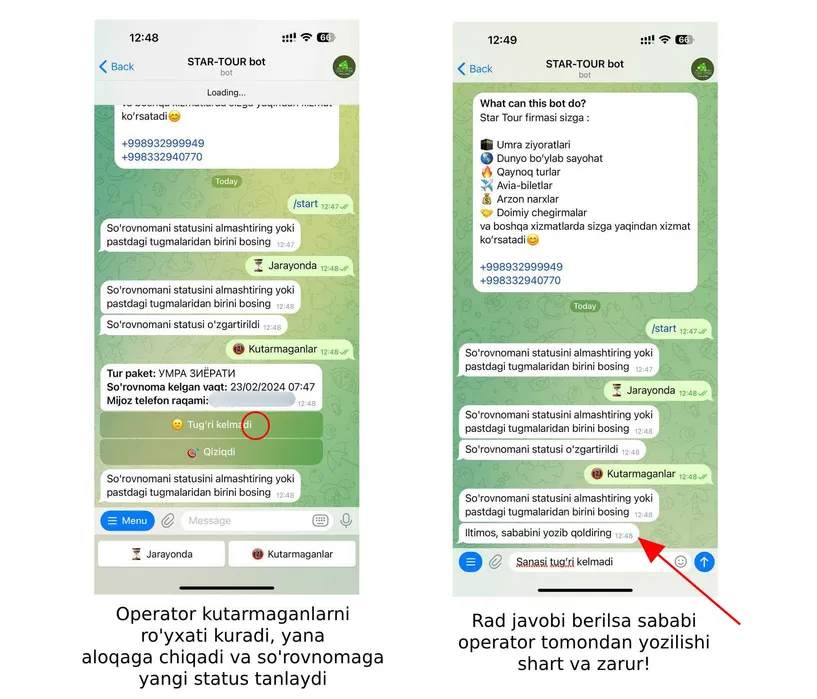 12:48
66
Back
STAR-TOUR bot
bot
Loading...
va boshqa xizmatlarda sizga yaqindan xizmat
ko'rsatadi😊
+998932999949
+998332940770
Today
/start 12:47
So'rovnomani statusini almashtiring yoki
pastdagi tugmalaridan birini bosing 12:47
⏳ Jarayonda 12:48
So'rovnomani statusini almashtiring yoki
pastdagi tugmalaridan birini bosing 12:48
So'rovnomani statusi o'zgartirildi 12:48
📵 Kutarmaganlar 12:48
Tur paket: УМРА ЗИЁРАТИ
So'rovnoma kelgan vaqt: 23/02/2024 07:47
Mijoz telefon raqami:
12:48
😕 Tug'ri kelmadi
🎯 Qiziqdi
So'rovnomani statusini almashtiring yoki
pastdagi tugmalaridan birini bosing 12:48
Menu
Message
⏳ Jarayonda
📵 Kutarmaganlar
Operator kutarmaganlarni
ro'yxati kuradi, yana
aloqaga chiqadi va so'rovnomaga
yangi status tanlaydi
12:49
66
Back
STAR-TOUR bot
bot
What can this bot do?
Star Tour firmasi sizga :
🕋 Umra ziyoratlari
🌎 Dunyo bo'ylab sayohat
🔥 Qaynoq turlar
✈️ Avia-biletlar
💰 Arzon narxlar
🤝 Doimiy chegirmalar
va boshqa xizmatlarda sizga yaqindan xizmat
ko'rsatadi😊
+998932999949
+998332940770
Today
/start 12:47
So'rovnomani statusini almashtiring yoki
pastdagi tugmalaridan birini bosing 12:47
⏳ Jarayonda 12:48
So'rovnomani statusini almashtiring yoki
pastdagi tugmalaridan birini bosing 12:48
So'rovnomani statusi o'zgartirildi 12:48
📵 Kutarmaganlar 12:48
So'rovnomani statusini almashtiring yoki
pastdagi tugmalaridan birini bosing 12:48
Iltimos, sababini yozib qoldiring 12:48
Sanasi tug'ri kelmadi
Rad javobi berilsa sababi
operator tomondan yozilishi
shart va zarur!